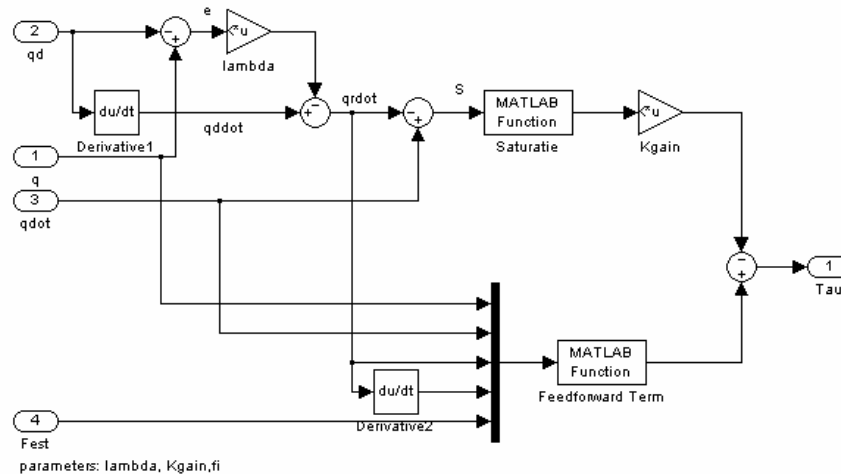 2
qd
e
u
lambda
du/dt
Derivative1
qddot
qrdot
S
MATLAB
Function
Saturatie
u
Kgain
1
q
3
qdot
1
Tau
MATLAB
Function
Feedforward Term
du/dt
Derivative2
4
Fest
parameters: lambda, Kgain,fi